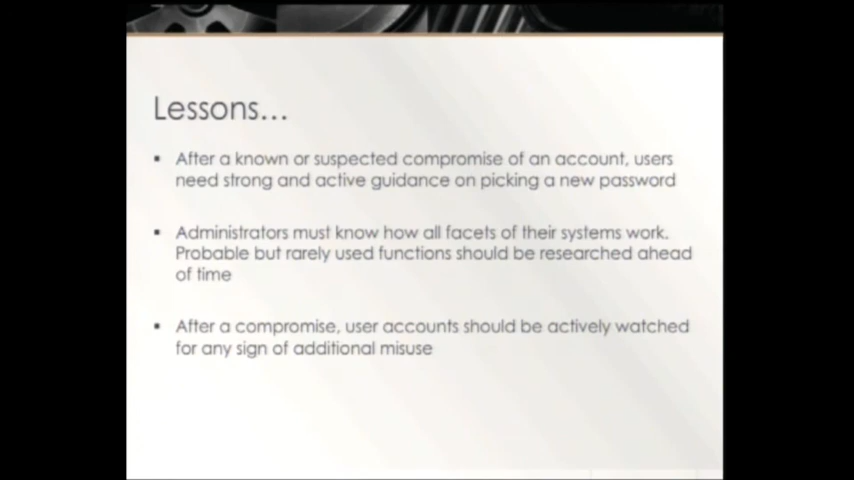 Lessons...
▪ After a known or suspected compromise of an account, users
need strong and active guidance on picking a new password
▪ Administrators must know how all facets of their systems work.
Probable but rarely used functions should be researched ahead
of time
▪ After a compromise, user accounts should be actively watched
for any sign of additional misuse